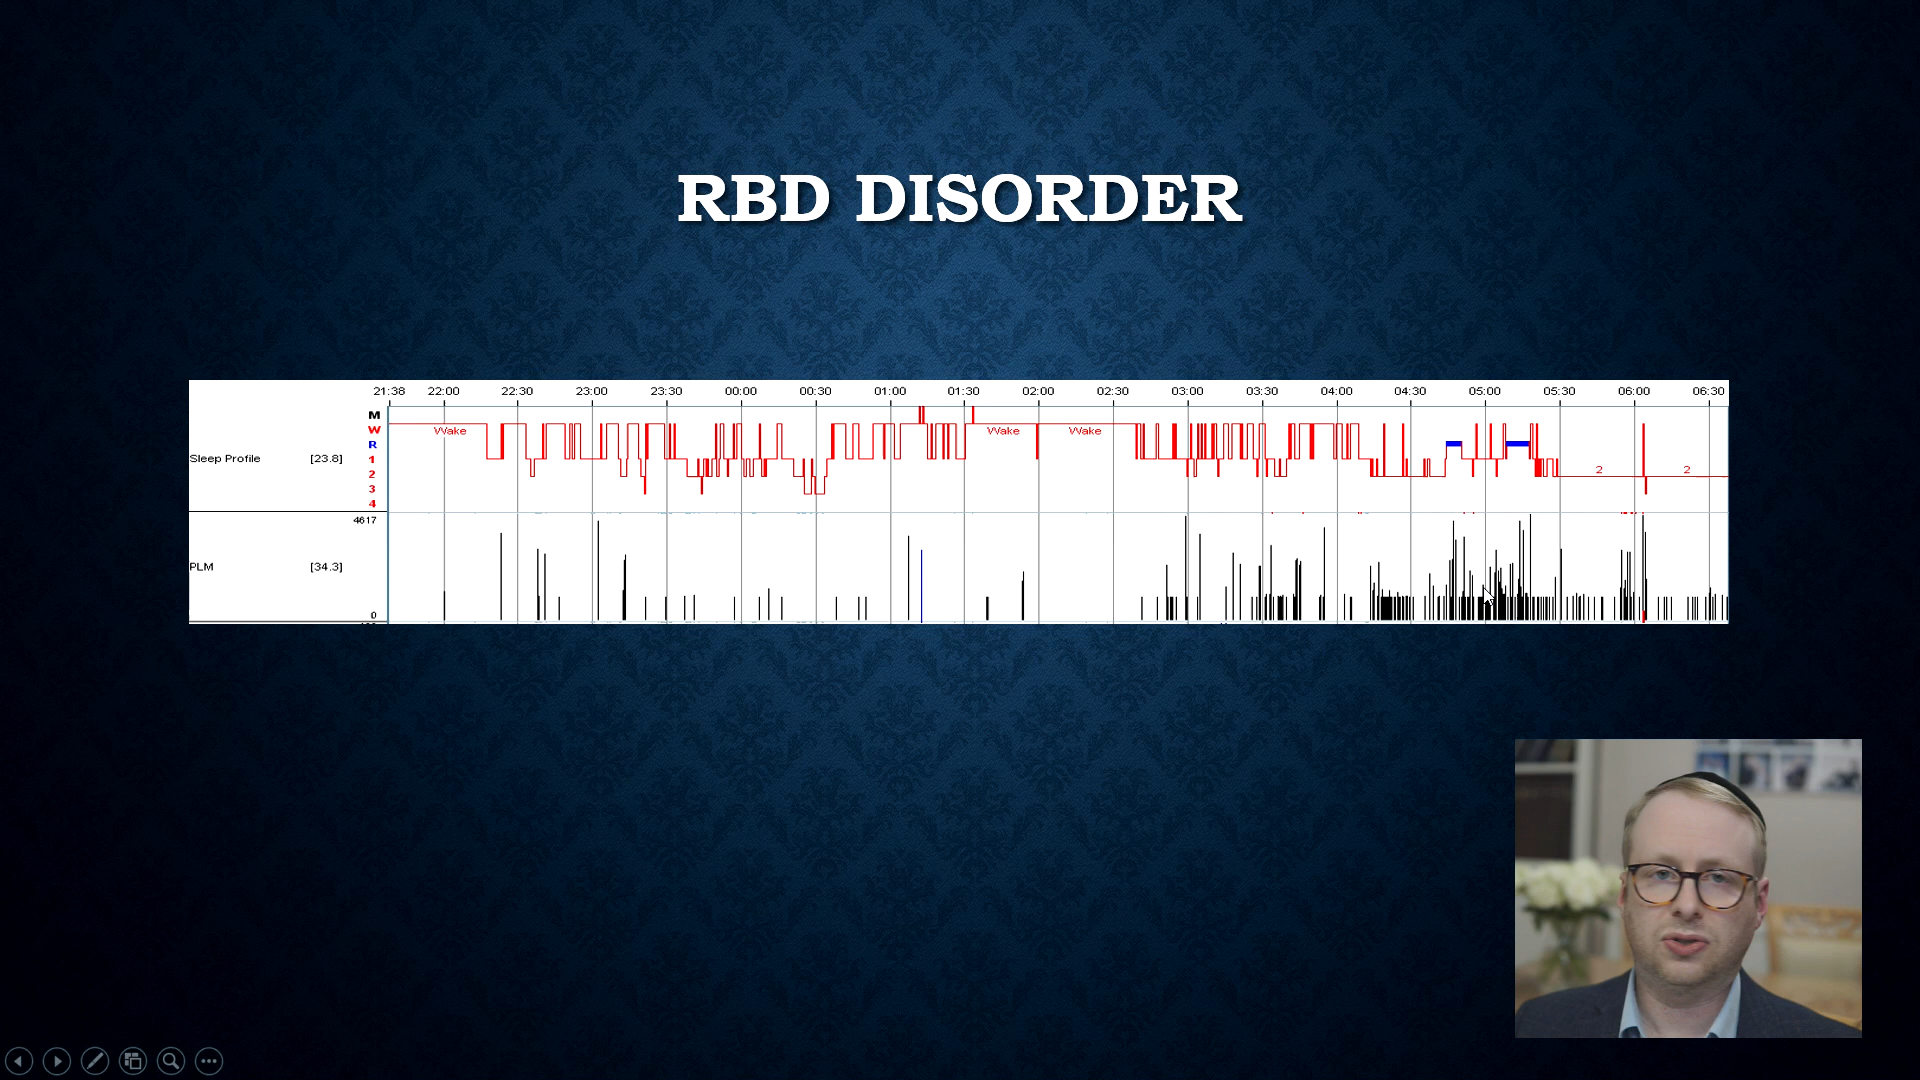 RBD DISORDER
21:38 22:00 22:30 23:00 23:30 00:00 00:30 01:00 01:30 02:00 02:30 03:00 03:30 04:00 04:30 05:00 05:30 06:00 06:30
M
W Wake Wake Wake
R
Sleep Profile [23.8] 1
2 2 2
3
4
4617
PLM [34.3]
0